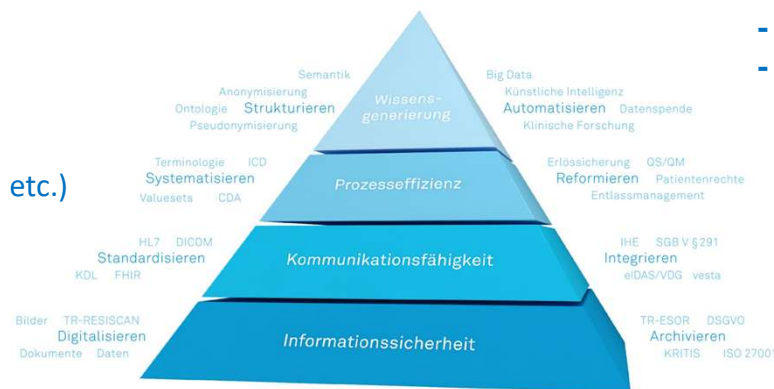 -
-
Semantik
Anonymisierung
Ontologie Strukturieren
Pseudonymisierung
Wissens-
generierung
Big Data
Künstliche Intelligenz
Automatisieren Datenspende
Klinische Forschung
etc.)
Terminologie ICD
Systematisieren
Valuesets CDA
Prozesseffizienz
Erlössicherung QS/QM
Reformieren Patientenrechte
Entlassmanagement
HL7 DICOM
Standardisieren
KDL FHIR
Kommunikationsfähigkeit
IHE SGB V § 291
Integrieren
eIDAS/VDG vesta
Bilder TR-RESISCAN
Digitalisieren
Dokumente Daten
Informationssicherheit
TR-ESOR DSGVO
Archivieren
KRITIS ISO 27001